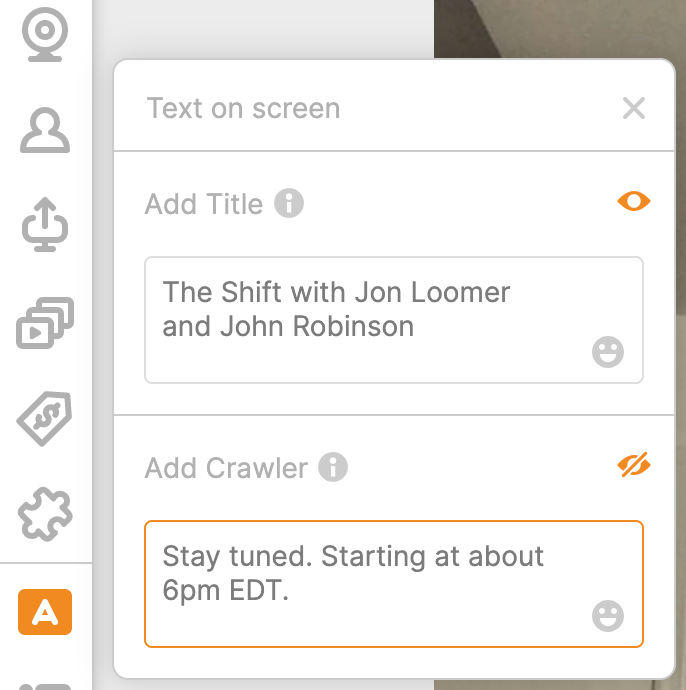 Text on screen
Add Title
The Shift with Jon Loomer
and John Robinson
Add Crawler
Stay tuned. Starting at about
6pm EDT.
A